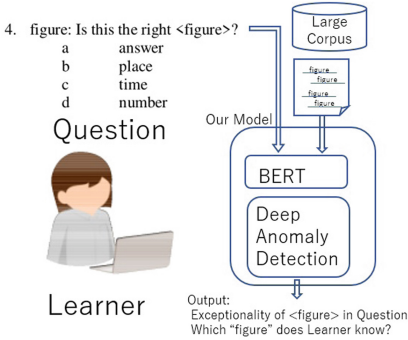 4. figure: Is this the right <figure>?
a answer
b place
c time
d number
Question
Learner
Large
Corpus
figure
figure
figure
figure
Our Model
BERT
Deep
Anomaly
Detection
Output:
Exceptionality of <figure> in Question
Which “figure” does Learner know?